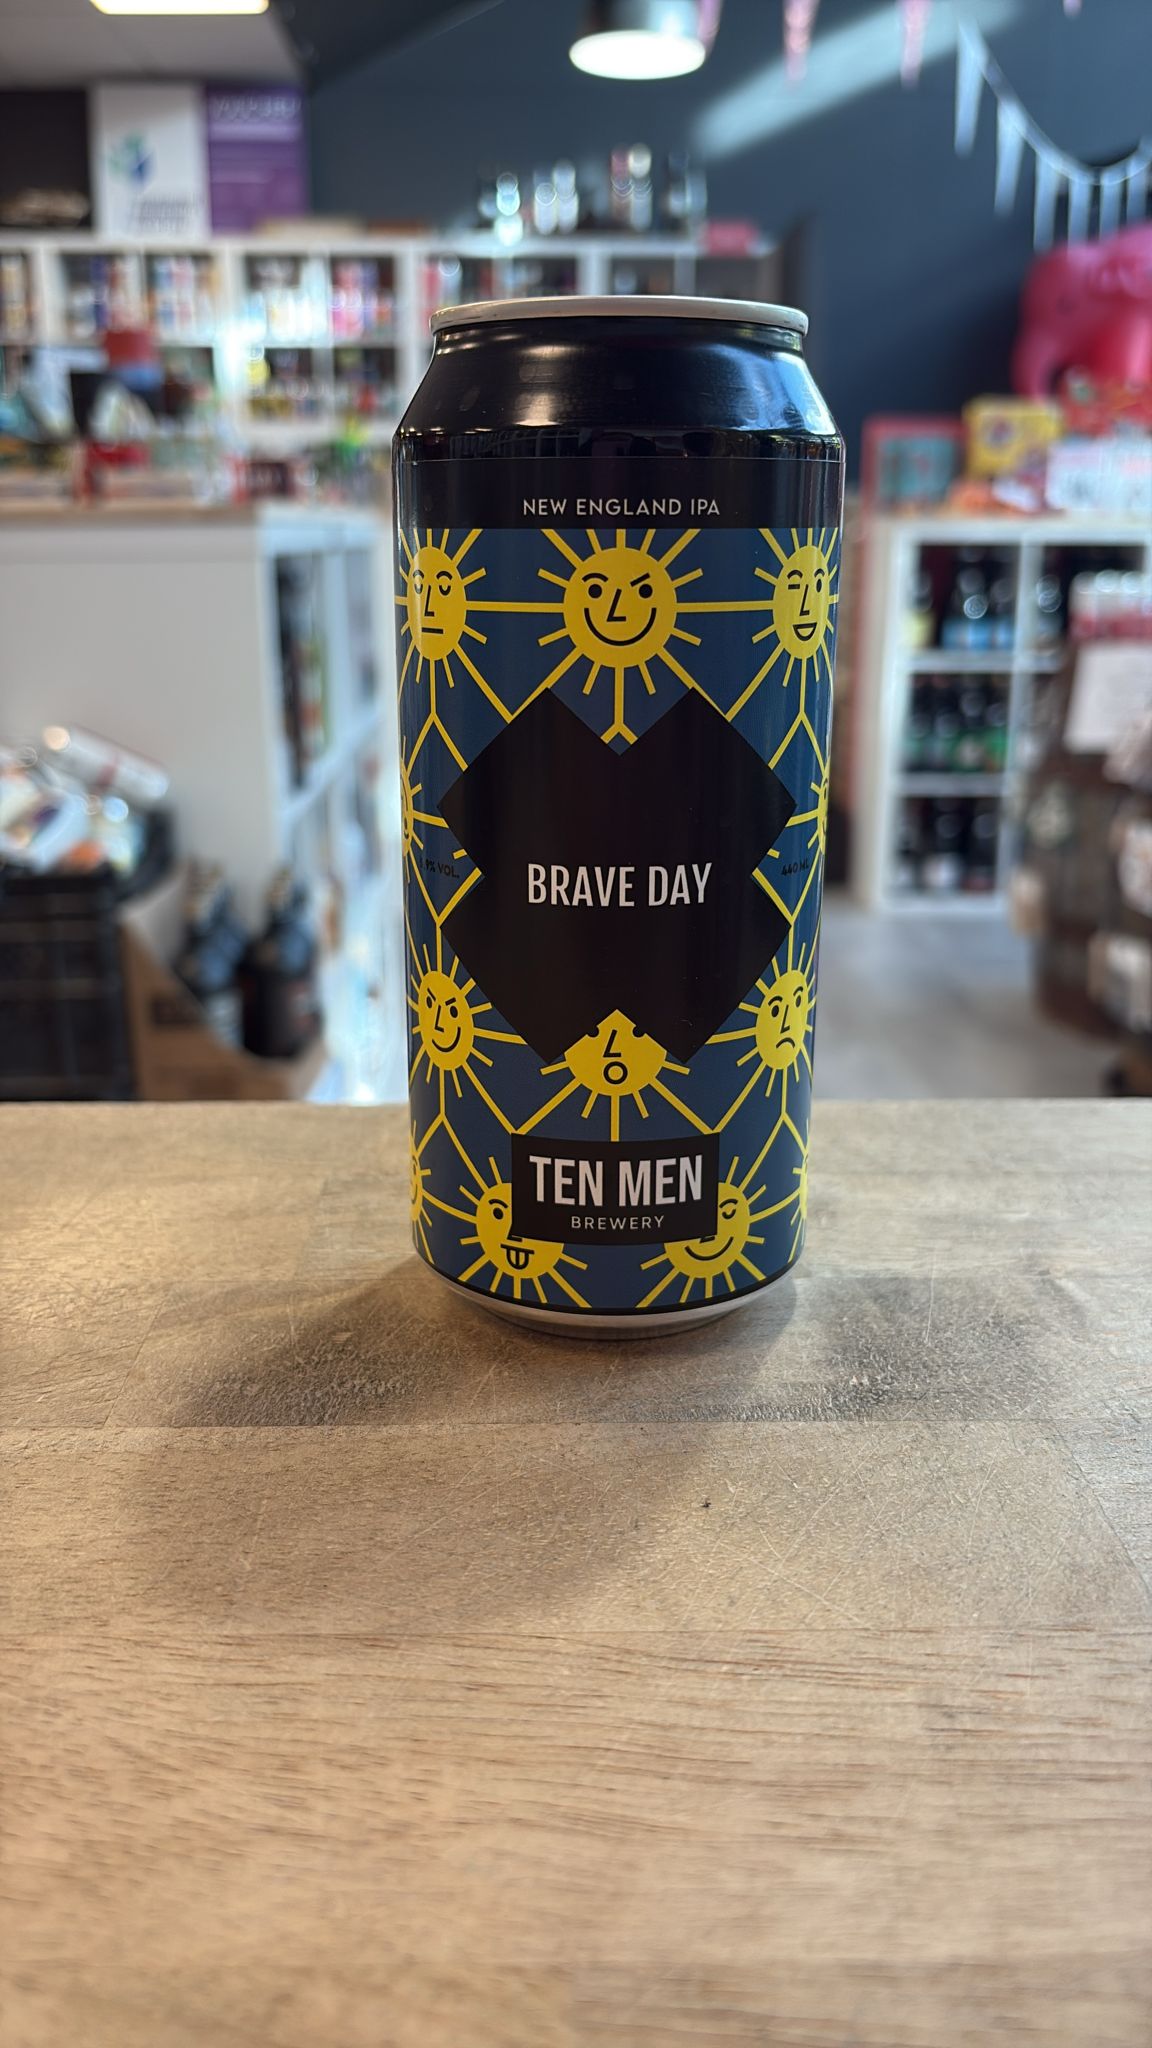 NEW ENGLAND IPA
BRAVE DAY
440 ML
TEN MEN
BREWERY